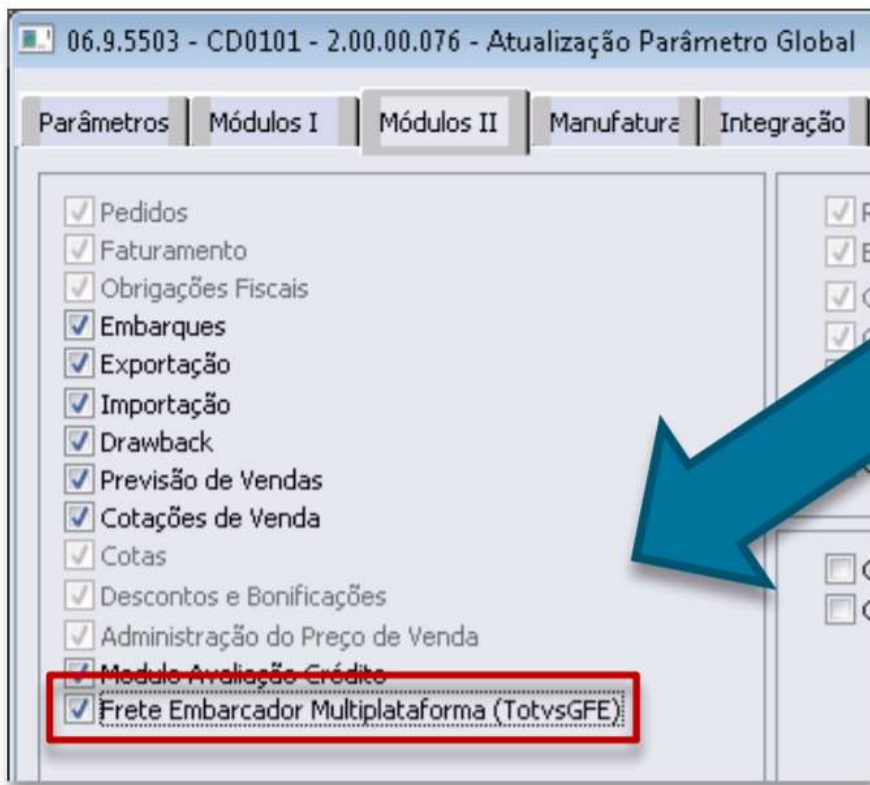 06.9.5503 - CD0101 - 2.00.00.076 - Atualização Parâmetro Global
Parâmetros Módulos I Módulos II Manufatura Integração
Pedidos
Faturamento
Obrigações Fiscais
Embarques
Exportação
Importação
Drawback
Previsão de Vendas
Cotações de Venda
Cotas
Descontos e Bonificações
Administração do Preço de Venda
Modulo Avaliação Crédito
Frete Embarcador Multiplataforma (TotvsGFE)